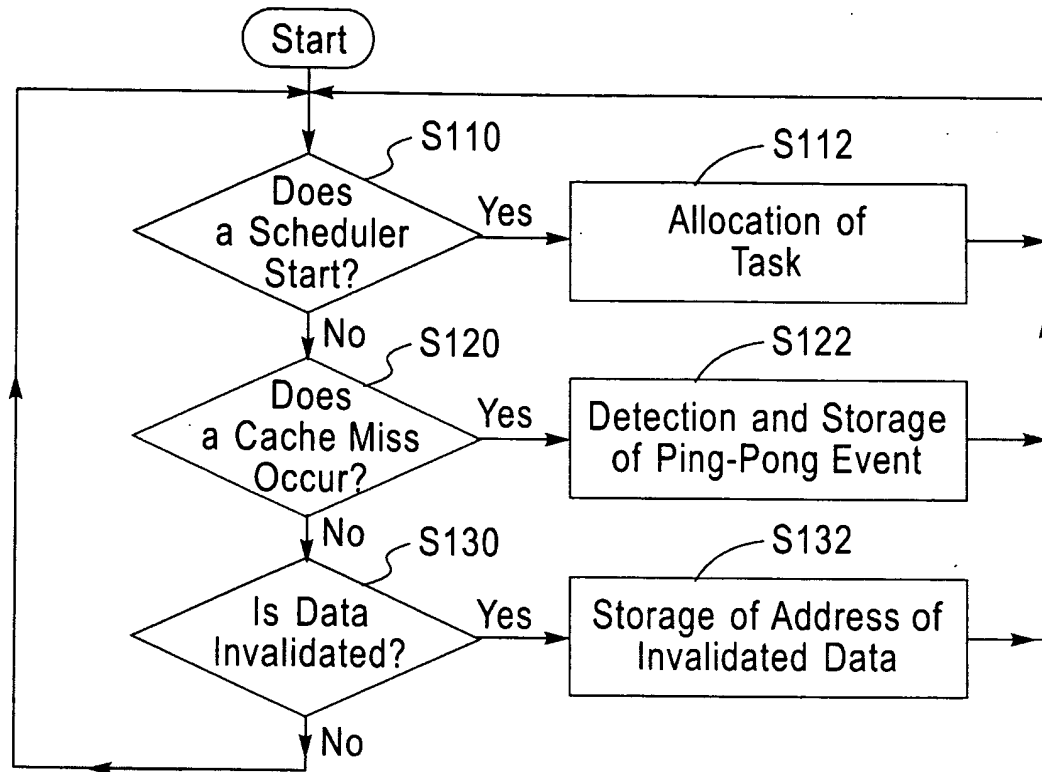 Start
S110
Does
a Scheduler
Start?
Yes
S112
Allocation of
Task
No
S120
Does
a Cache Miss
Occur?
Yes
S122
Detection and Storage
of Ping-Pong Event
No
S130
Is Data
Invalidated?
Yes
S132
Storage of Address of
Invalidated Data
No